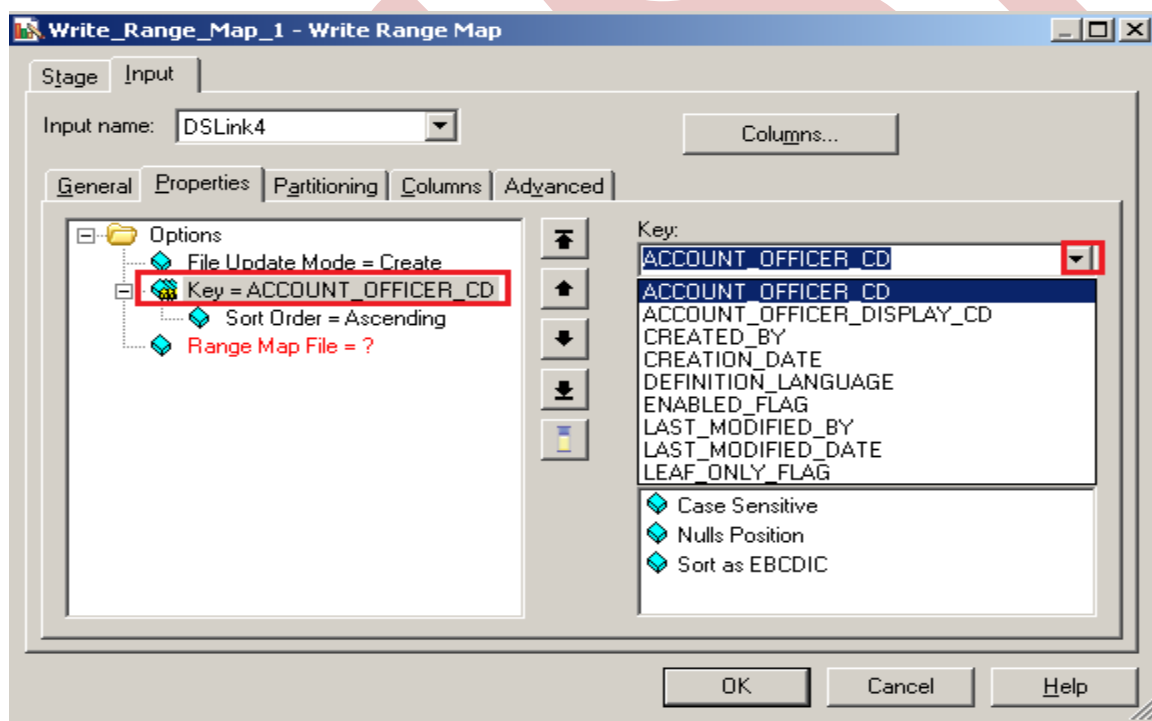 Write_Range_Map_1 - Write Range Map
Stage Input
Input name: DSLink4 Columns...
General Properties Partitioning Columns Advanced
Options
File Update Mode = Create
Key = ACCOUNT_OFFICER_CD
Sort Order = Ascending
Range Map File = ?
Key:
ACCOUNT_OFFICER_CD
ACCOUNT_OFFICER_CD
ACCOUNT_OFFICER_DISPLAY_CD
CREATED_BY
CREATION_DATE
DEFINITION_LANGUAGE
ENABLED_FLAG
LAST_MODIFIED_BY
LAST_MODIFIED_DATE
LEAF_ONLY_FLAG
Case Sensitive
Nulls Position
Sort as EBCDIC
OK Cancel Help